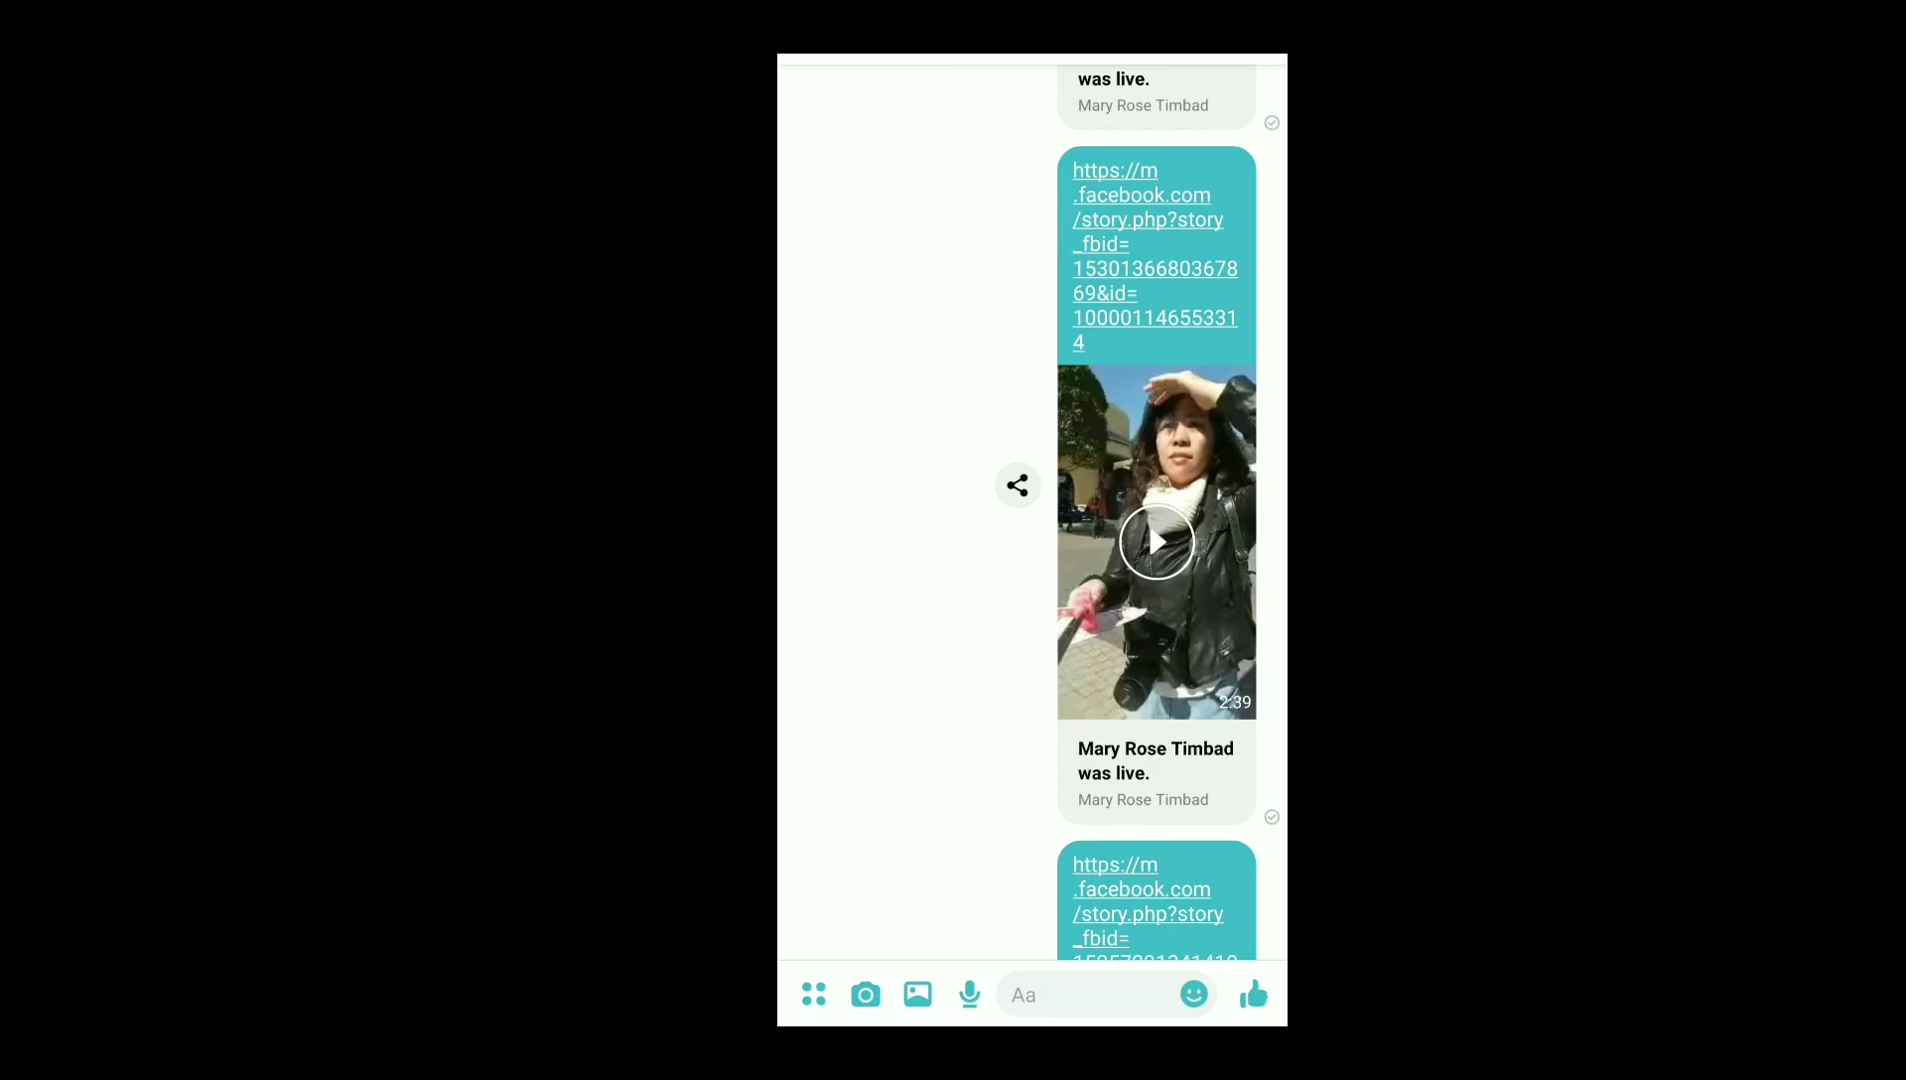 was live.
Mary Rose Timbad
https://m
.facebook.com
/story.php?story
_fbid=
15301366803678
69&id=
10000114655331
4
2:39
Mary Rose Timbad
was live.
Mary Rose Timbad
https://m
.facebook.com
/story.php?story
_fbid=
Aa